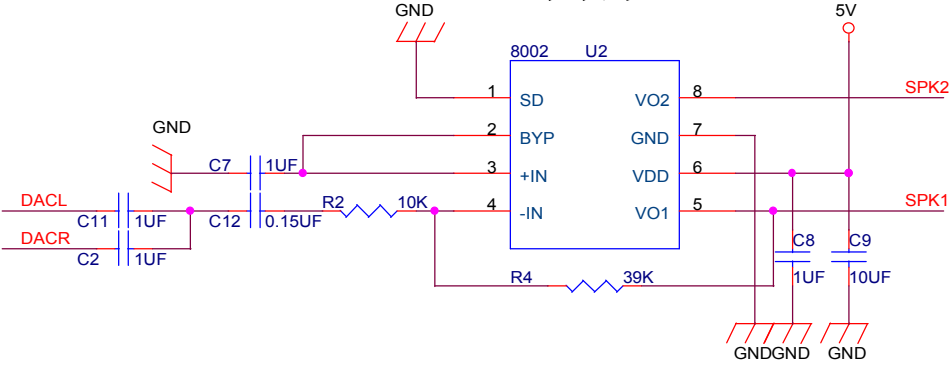 GND
5V
8002 U2
1 SD VO2 8 SPK2
GND
2 BYP GND 7
C7 1UF 3 +IN VDD 6
DACL
R2 10K 4 -IN VO1 5 SPK1
C11 1UF C12 0.15UF
DACR
C2 1UF
C8 C9
R4 39K 1UF 10UF
GND GND GND